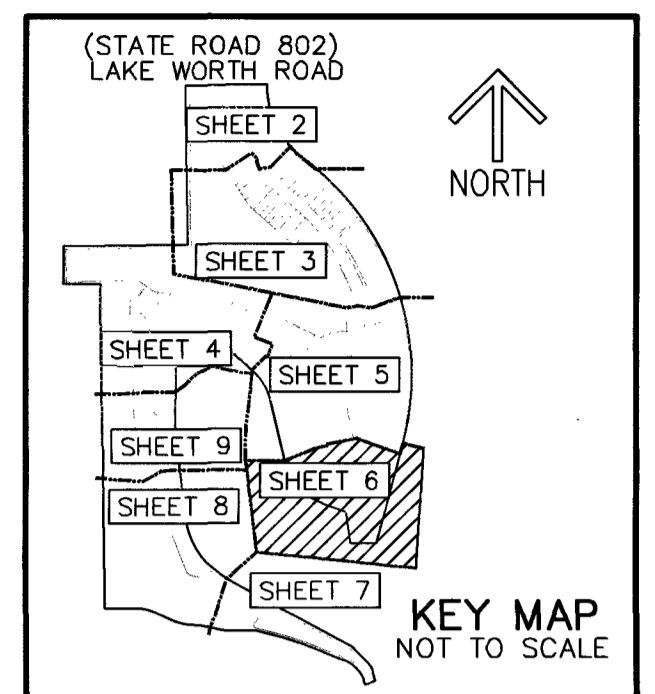 (STATE ROAD 802)
LAKE WORTH ROAD
SHEET 2
NORTH
SHEET 3
SHEET 4
SHEET 5
SHEET 9
SHEET 6
SHEET 8
SHEET 7
KEY MAP
NOT TO SCALE